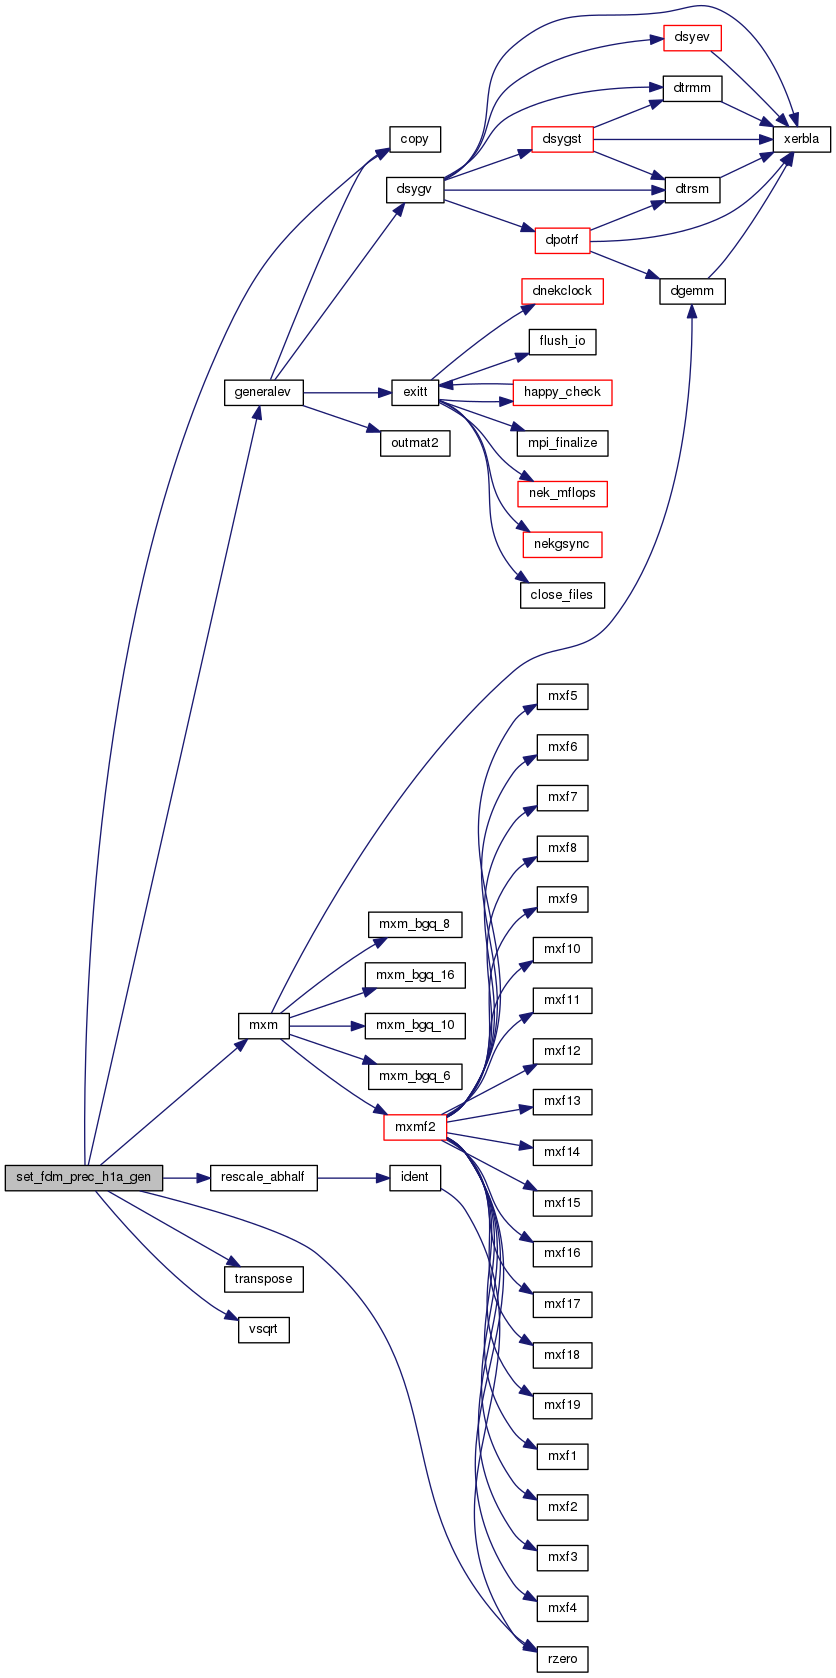 dsyev
dtrmm
copy
dsygst
xerbla
dsygv
dtrsm
dpotrf
dnekclock
dgemm
flush_io
generalev
exitt
happy_check
outmat2
mpi_finalize
nek_mflops
nekgsync
close_files
mxf5
mxf6
mxf7
mxf8
mxf9
mxm_bgq_8
mxf10
mxm_bgq_16
mxf11
mxm
mxm_bgq_10
mxf12
mxm_bgq_6
mxf13
mxmf2
mxf14
set_fdm_prec_h1a_gen
rescale_abhalf
ident
mxf15
mxf16
transpose
mxf17
vsqrt
mxf18
mxf19
mxf1
mxf2
mxf3
mxf4
rzero